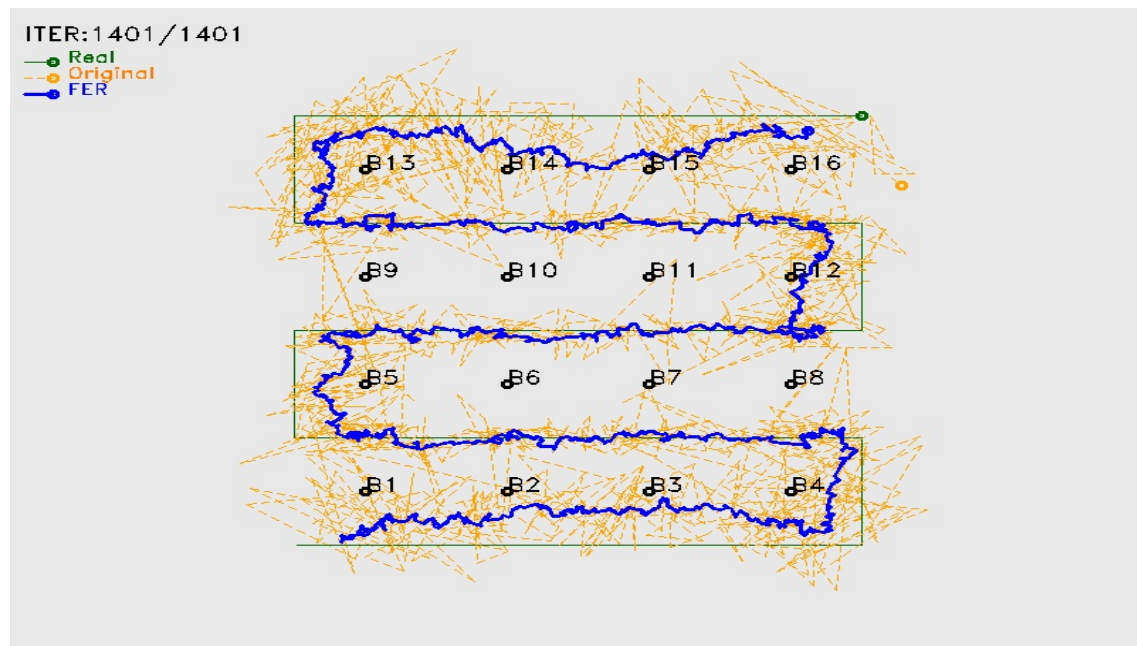 ITER:1401/1401
Real
Original
FER
B13 B14 B15 B16
B9 B10 B11 B12
B5 B6 B7 B8
B1 B2 B3 B4